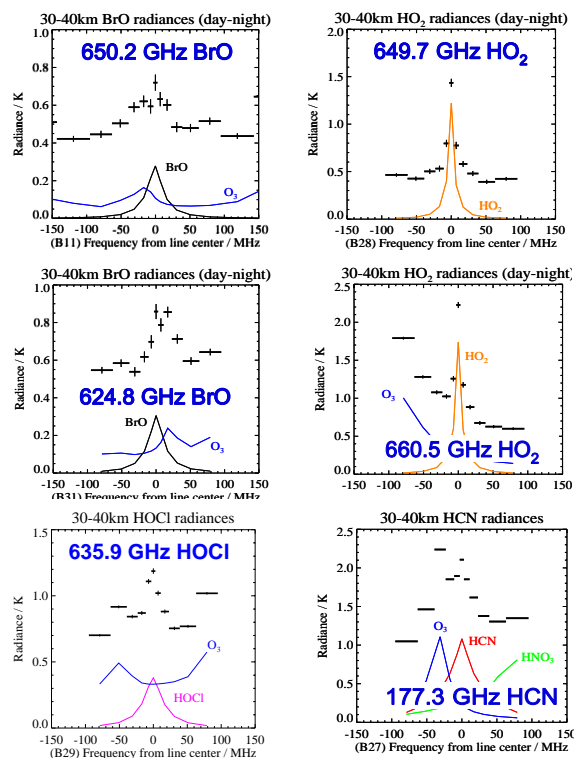 30-40km BrO radiances (day-night)
650.2 GHz BrO
Radiance / K
1.0
0.8
0.6
0.4
0.2
0.0
BrO
O3
-150 -100 -50 0 50 100 150
(B11) Frequency from line center / MHz
30-40km HO2 radiances (day-night)
649.7 GHz HO2
Radiance / K
2.0
1.5
1.0
0.5
0.0
HO2
-150 -100 -50 0 50 100 150
(B28) Frequency from line center / MHz
30-40km BrO radiances (day-night)
624.8 GHz BrO
Radiance / K
1.0
0.8
0.6
0.4
0.2
0.0
BrO
O3
-150 -100 -50 0 50 100 150
(B31) Frequency from line center / MHz
30-40km HO2 radiances (day-night)
660.5 GHz HO2
Radiance / K
2.5
2.0
1.5
1.0
0.5
0.0
HO2
O3
-150 -100 -50 0 50 100 150
Frequency from line center / MHz
30-40km HOCl radiances
635.9 GHz HOCl
Radiance / K
1.5
1.0
0.5
0.0
O3
HOCl
-150 -100 -50 0 50 100 150
(B29) Frequency from line center / MHz
30-40km HCN radiances
177.3 GHz HCN
Radiance / K
2.5
2.0
1.5
1.0
0.5
0.0
O3
HCN
HNO3
-150 -100 -50 0 50 100 150
(B27) Frequency from line center / MHz